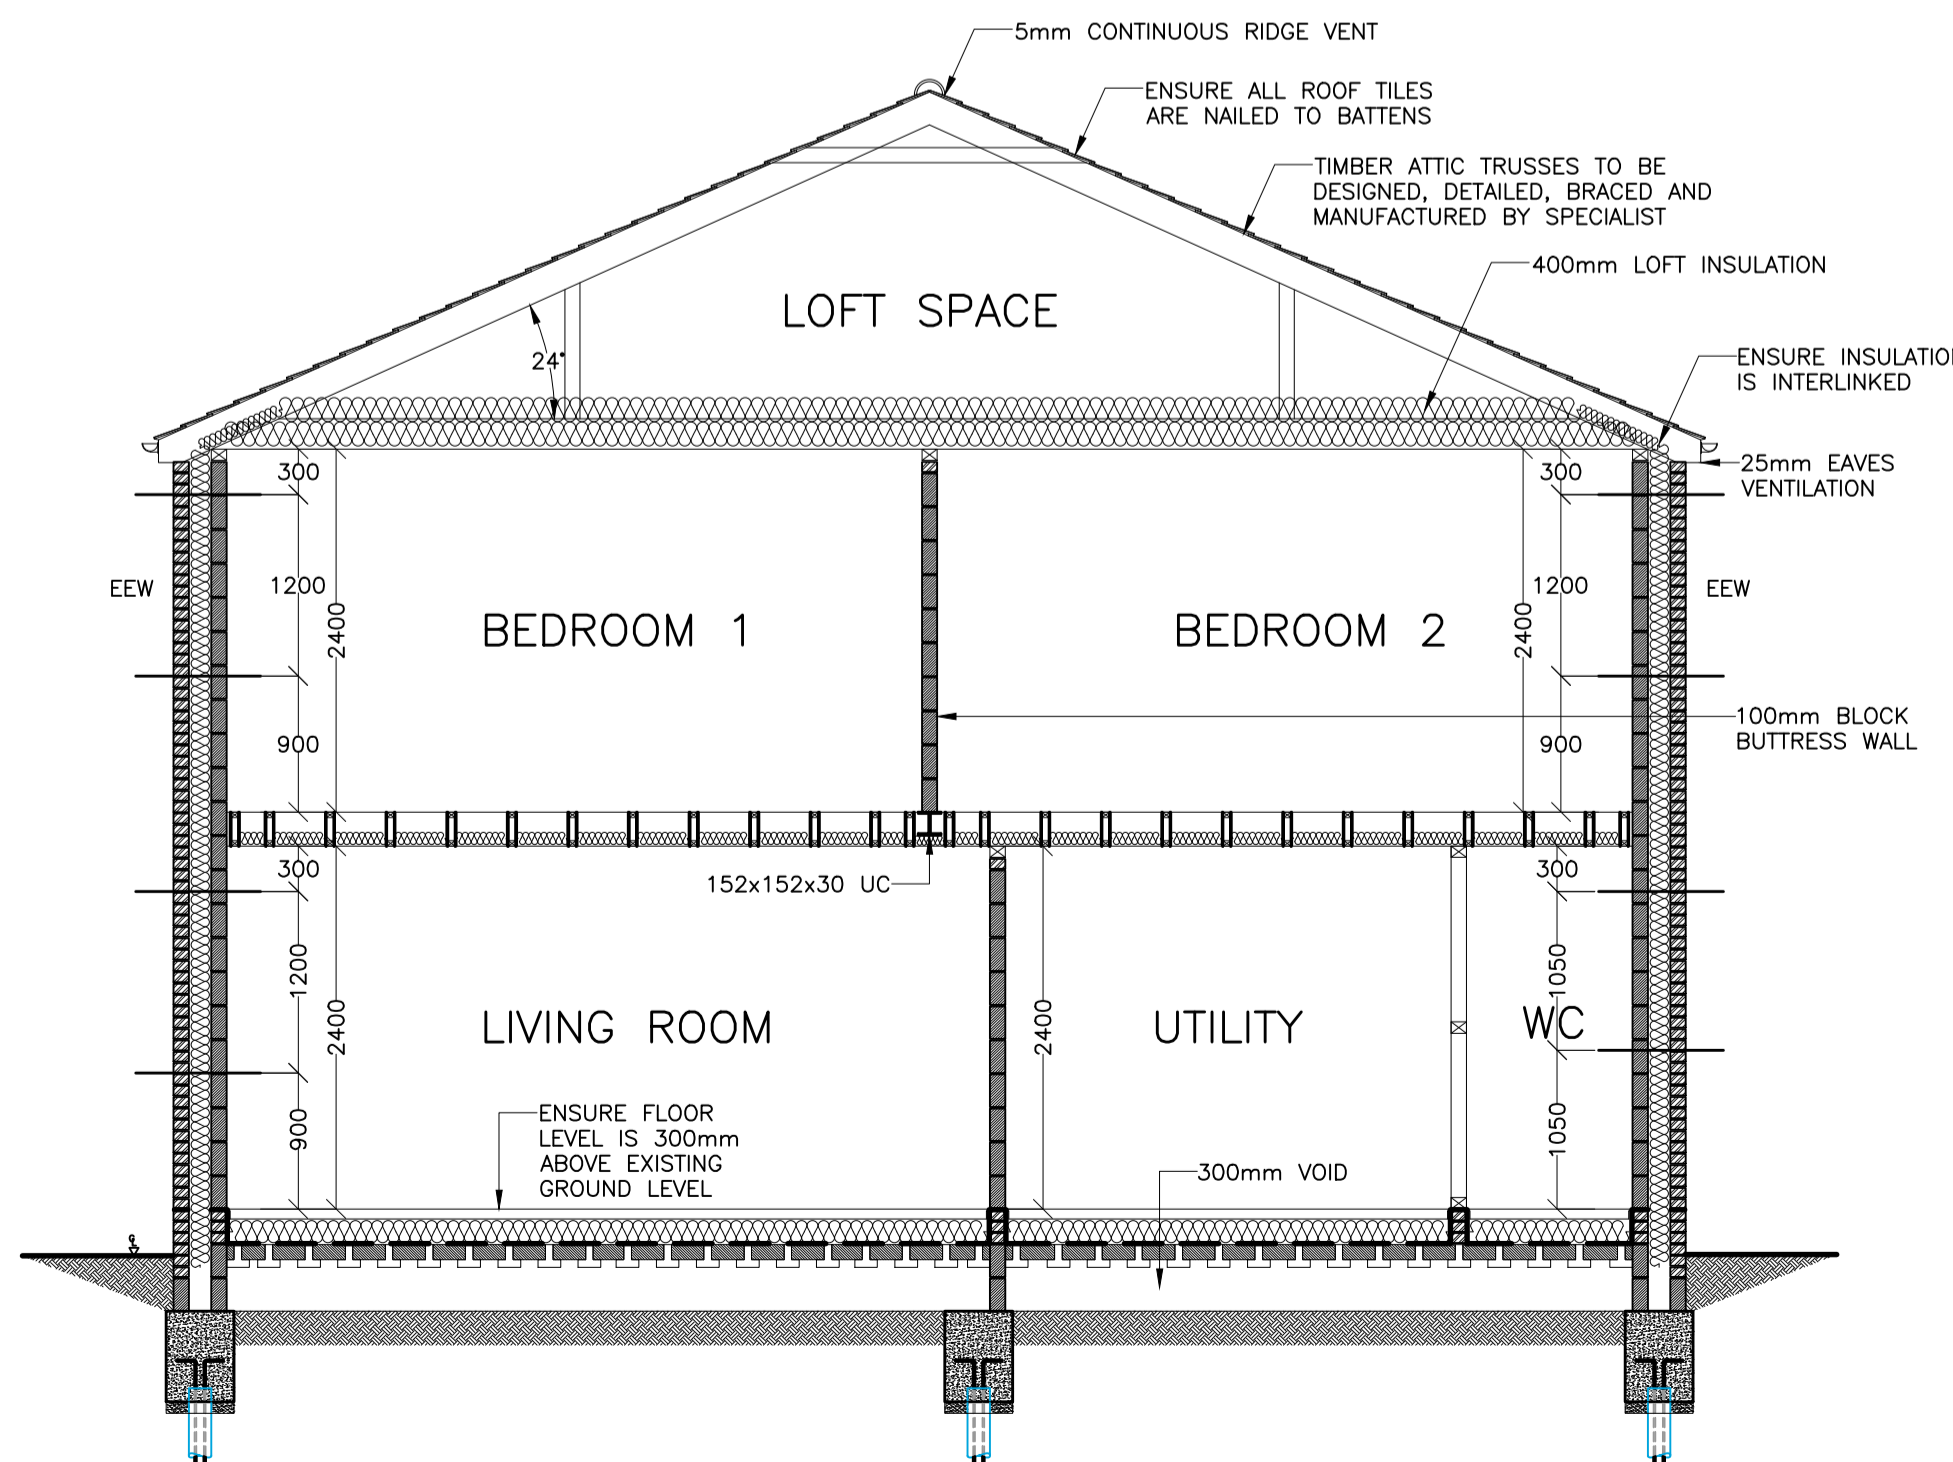 5mm CONTINUOUS RIDGE VENT
ENSURE ALL ROOF TILES
ARE NAILED TO BATTENS
TIMBER ATTIC TRUSSES TO BE
DESIGNED, DETAILED, BRACED AND
MANUFACTURED BY SPECIALIST
400mm LOFT INSULATION
LOFT SPACE
24°
ENSURE INSULATION
IS INTERLINKED
25mm EAVES
VENTILATION
300
300
EEW
1200
2400
BEDROOM 1
BEDROOM 2
2400
1200
EEW
900
900
100mm BLOCK
BUTTRESS WALL
152x152x30 UC
300
300
1200
2400
LIVING ROOM
2400
UTILITY
WC
1050
900
1050
ENSURE FLOOR
LEVEL IS 300mm
ABOVE EXISTING
GROUND LEVEL
300mm VOID